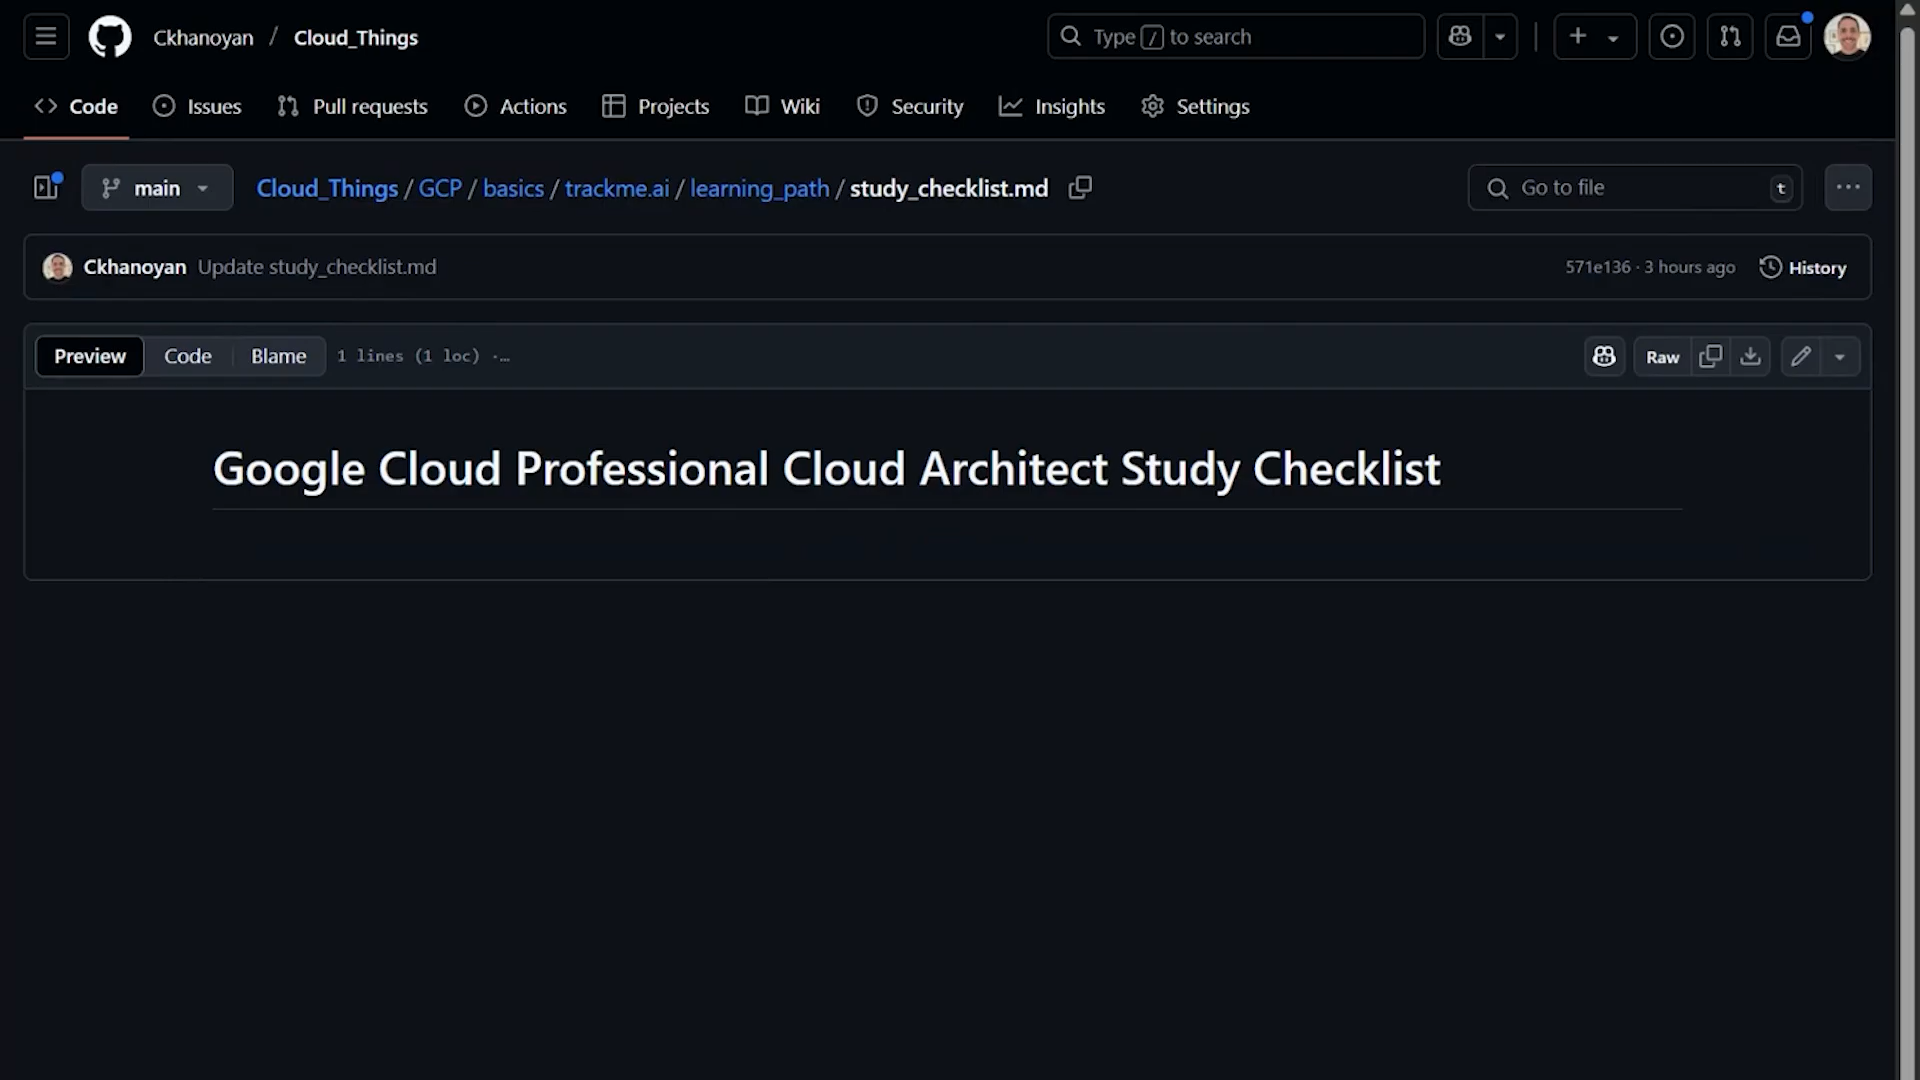 Ckhanoyan / Cloud_Things
Type / to search
Code
Issues
Pull requests
Actions
Projects
Wiki
Security
Insights
Settings
main
Cloud_Things / GCP / basics / trackme.ai / learning_path / study_checklist.md
Go to file
t
Ckhanoyan Update study_checklist.md
571e136 · 3 hours ago
History
Preview
Code
Blame
1 lines (1 loc) ·…
Raw
Google Cloud Professional Cloud Architect Study Checklist